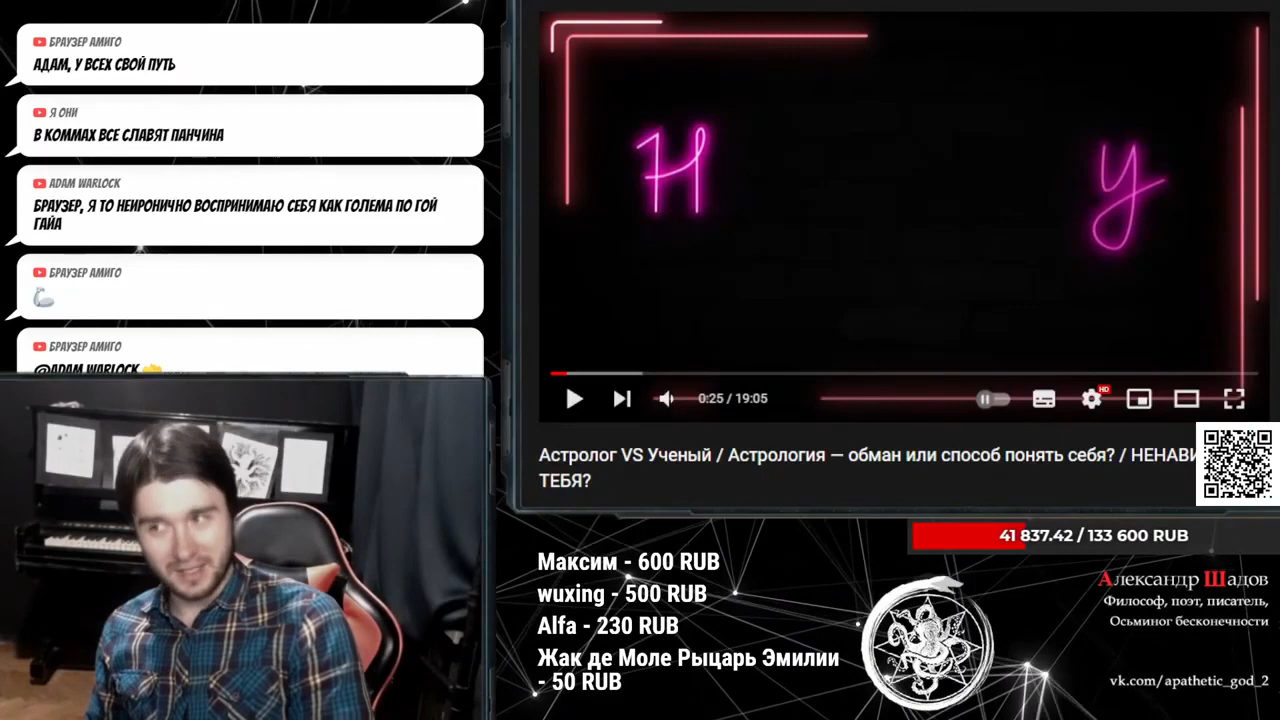 БРАУЗЕР АМИГО
АДАМ, У ВСЕХ СВОЙ ПУТЬ
Я ОНИ
В КОММАХ ВСЕ СЛАВЯТ ПАНЧИНА
ADAM WARLOCK
БРАУЗЕР, Я ТО НЕИРОНИЧНО ВОСПРИНИМАЮ СЕБЯ КАК ГОЛЕМА ПО ГОЙ
ГАЙА
БРАУЗЕР АМИГО
БРАУЗЕР АМИГО
@ADAM WARLOCK
Н У
0:25 / 19:05
HD
Астролог VS Ученый / Астрология — обман или способ понять себя? / НЕНАВИ
ТЕБЯ?
41 837.42 / 133 600 RUB
Максим - 600 RUB
wuxing - 500 RUB
Alfa - 230 RUB
Жак де Моле Рыцарь Эмилии
- 50 RUB
Александр Шадов
Философ, поэт, писатель,
Осьминог бесконечности
vk.com/apathetic_god_2